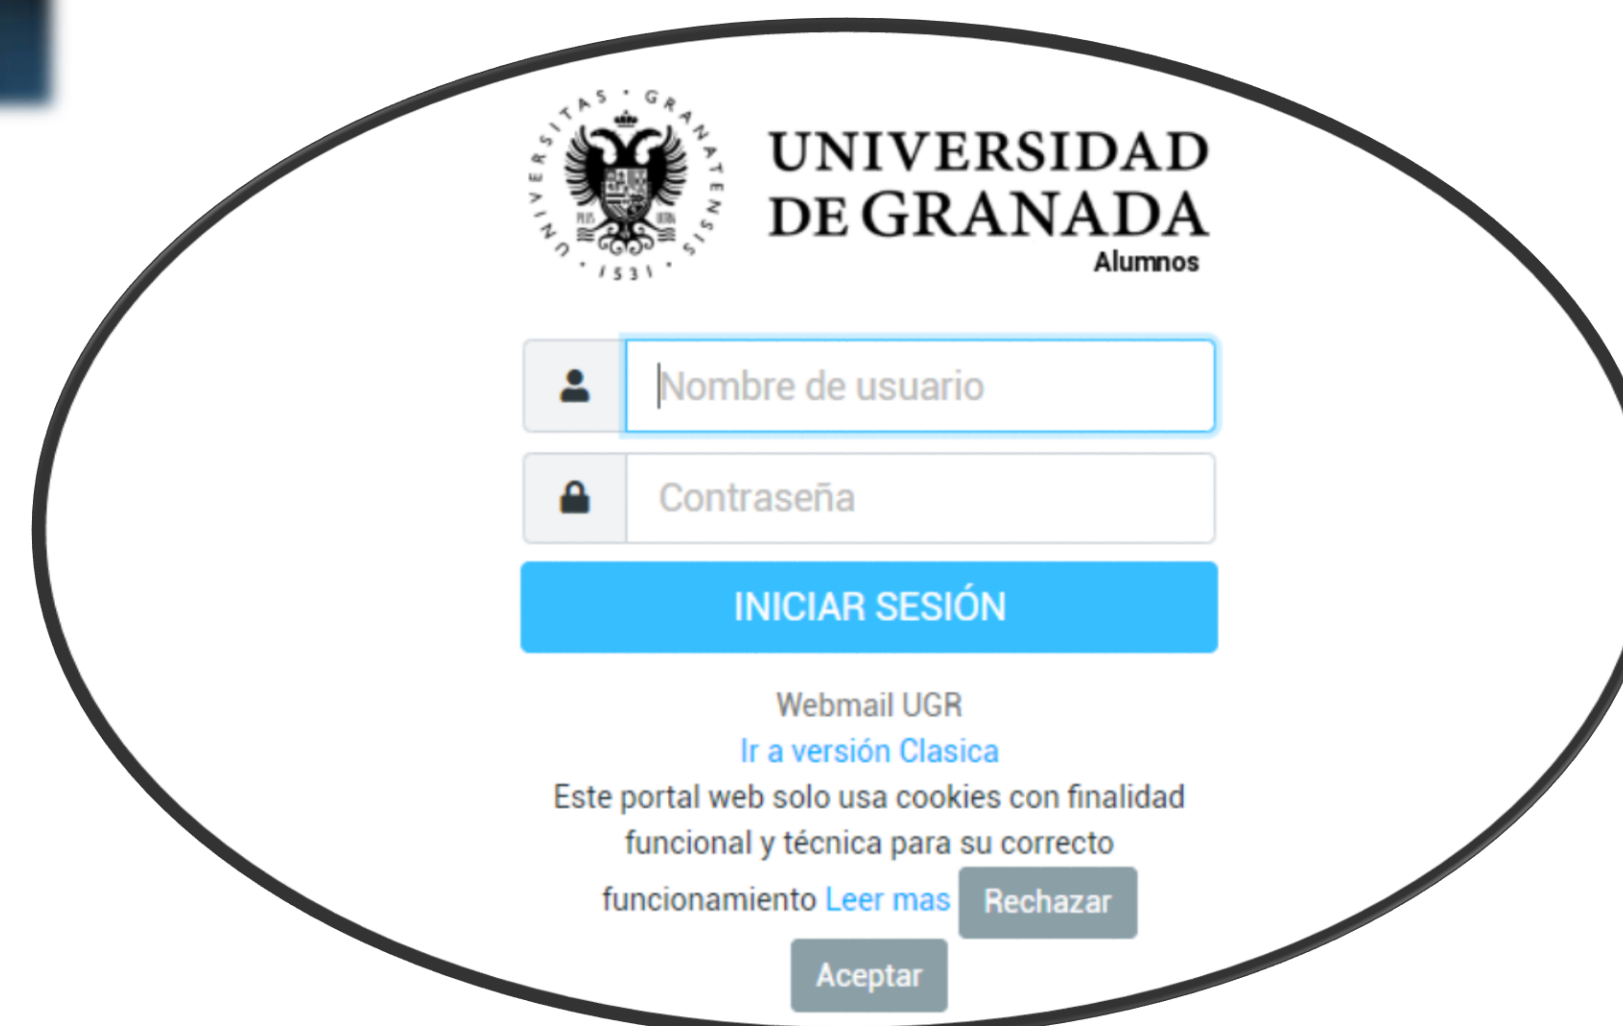 UNIVERSITAS · GRANATENSIS · 1531 ·
PLUS
UNIVERSIDAD
DE GRANADA
Alumnos
Nombre de usuario
Contraseña
INICIAR SESIÓN
Webmail UGR
Ir a versión Clasica
Este portal web solo usa cookies con finalidad
funcional y técnica para su correcto
funcionamiento Leer mas Rechazar
Aceptar